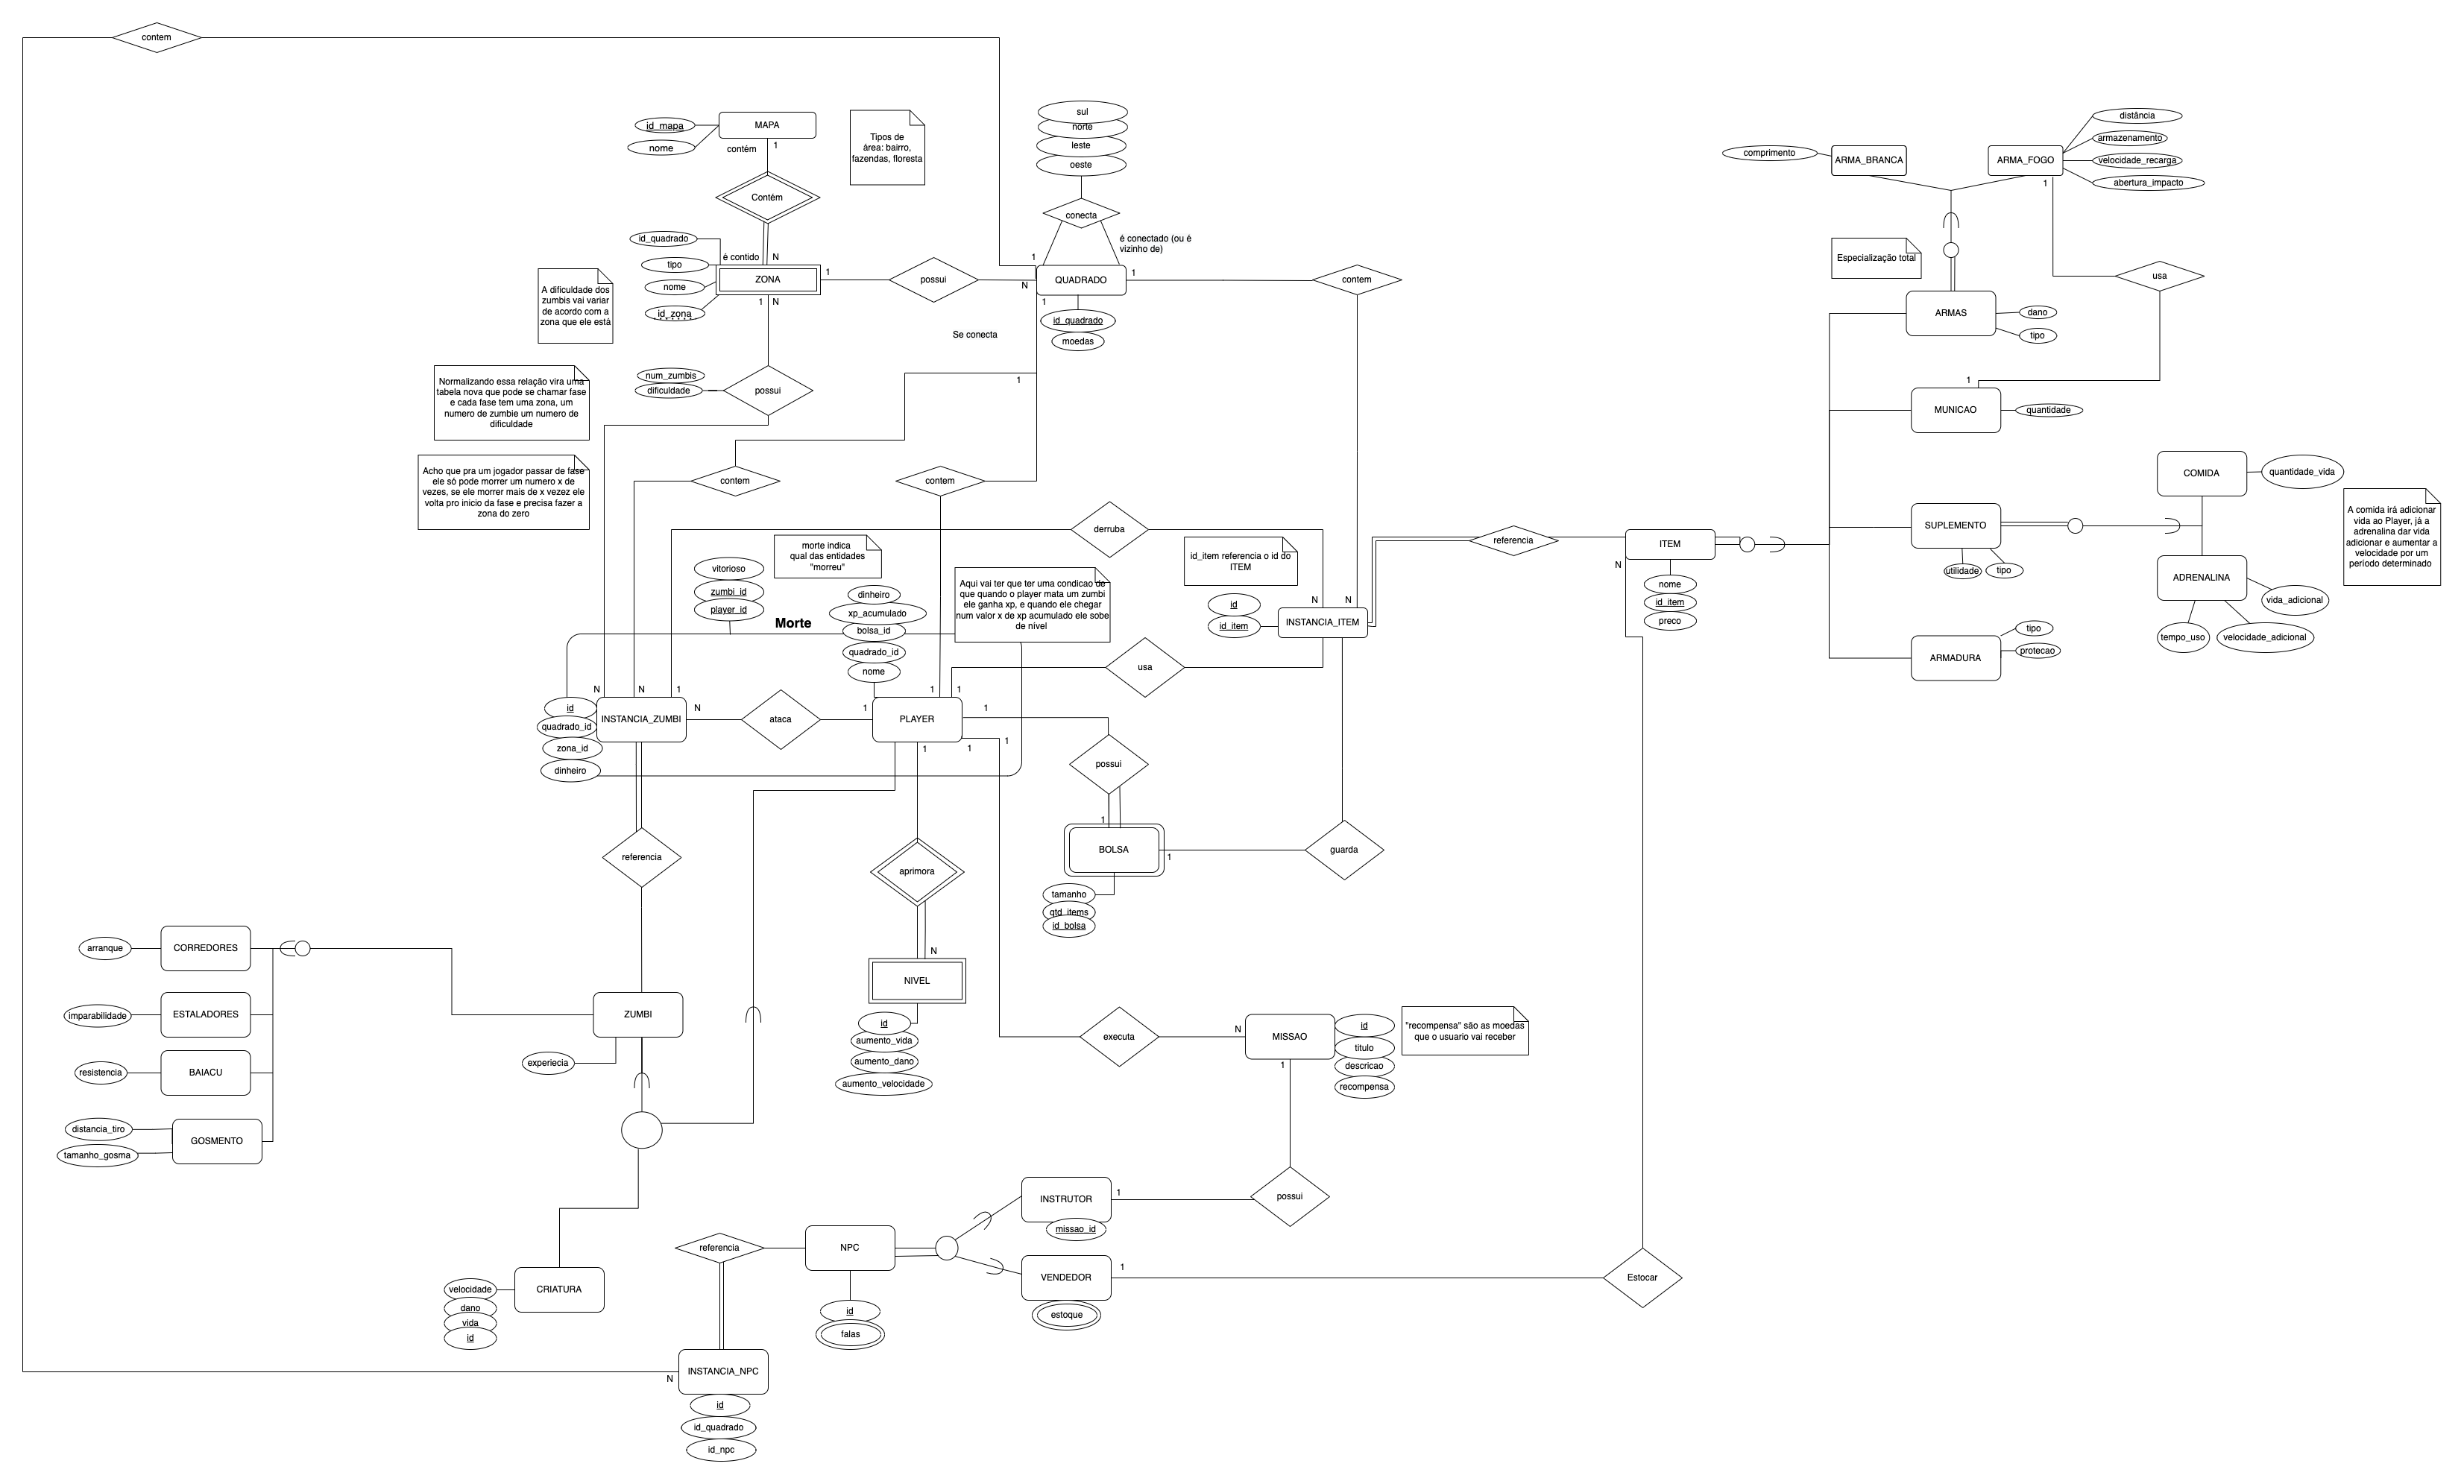 contem
sul
norte
leste
oeste
MAPA
id_mapa
nome
contém
1
Tipos de
área: bairro,
fazendas, floresta
Contém
conecta
é conectado (ou é
vizinho de)
id_quadrado
tipo
nome
id_zona
é contido
N
ZONA
1
1
N
possui
1
N
QUADRADO
1
1
id_quadrado
moedas
contem
A dificuldade dos
zumbis vai variar
de acordo com a
zona que ele está
Se conecta
1
Normalizando essa relação vira uma
tabela nova que pode se chamar fase
e cada fase tem uma zona, um
numero de zumbie um numero de
dificuldade
num_zumbis
dificuldade
possui
Acho que pra um jogador passar de fase
ele só pode morrer um numero x de
vezes, se ele morrer mais de x vezez ele
volta pro inicio da fase e precisa fazer a
zona do zero
contem
contem
derruba
distância
armazenamento
velocidade_recarga
abertura_impacto
comprimento
ARMA_BRANCA
ARMA_FOGO
1
Especialização total
usa
ARMAS
dano
tipo
1
MUNICAO
quantidade
COMIDA
quantidade_vida
A comida irá adicionar
vida ao Player, já a
adrenalina dar vida
adicionar e aumentar a
velocidade por um
período determinado
SUPLEMENTO
utilidade
tipo
ADRENALINA
vida_adicional
tempo_uso
velocidade_adicional
ARMADURA
tipo
protecao
referencia
ITEM
N
nome
id_item
preco
id_item referencia o id do
ITEM
id
id_item
N
N
INSTANCIA_ITEM
morte indica
qual das entidades
"morreu"
vitorioso
zumbi_id
player_id
Morte
dinheiro
xp_acumulado
bolsa_id
quadrado_id
nome
Aqui vai ter que ter uma condicao de
que quando o player mata um zumbi
ele ganha xp, e quando ele chegar
num valor x de xp acumulado ele sobe
de nível
usa
N
N
1
1
1
id
quadrado_id
zona_id
dinheiro
INSTANCIA_ZUMBI
N
ataca
1
PLAYER
1
1
1
1
possui
1
BOLSA
1
guarda
tamanho
qtd_items
id_bolsa
referencia
aprimora
N
NIVEL
id
aumento_vida
aumento_dano
aumento_velocidade
arranque
CORREDORES
imparabilidade
ESTALADORES
resistencia
BAIACU
distancia_tiro
tamanho_gosma
GOSMENTO
ZUMBI
experiecia
executa
N
MISSAO
1
id
titulo
descricao
recompensa
"recompensa" são as moedas
que o usuario vai receber
possui
INSTRUTOR
1
missao_id
referencia
NPC
id
falas
VENDEDOR
1
estoque
Estocar
CRIATURA
velocidade
dano
vida
id
N
INSTANCIA_NPC
id
id_quadrado
id_npc